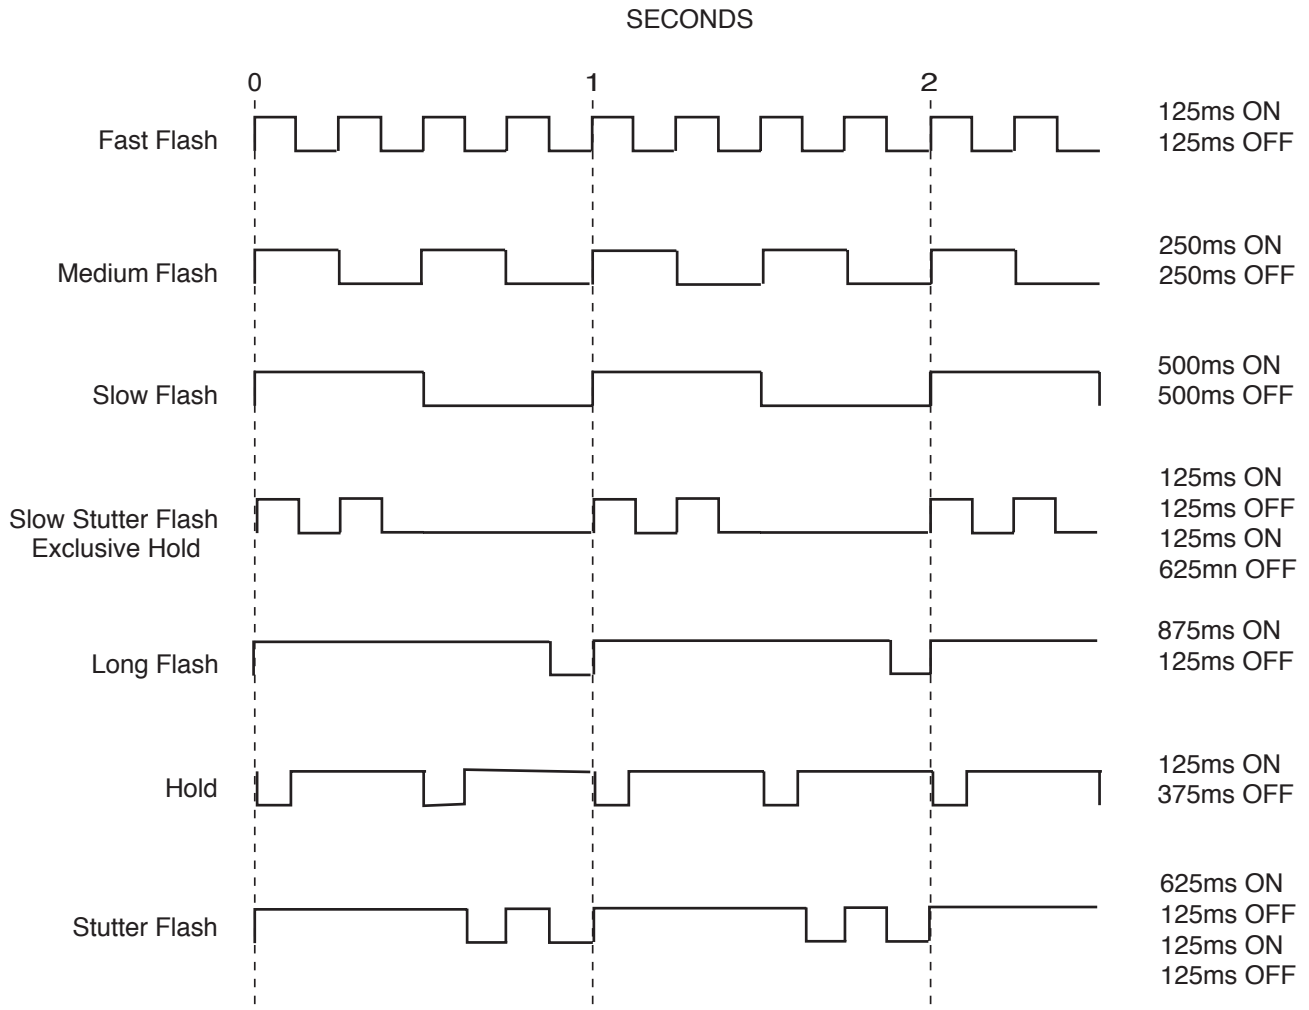 SECONDS
0 1 2
Fast Flash
125ms ON
125ms OFF
Medium Flash
250ms ON
250ms OFF
Slow Flash
500ms ON
500ms OFF
Slow Stutter Flash
Exclusive Hold
125ms ON
125ms OFF
125ms ON
625mn OFF
Long Flash
875ms ON
125ms OFF
Hold
125ms ON
375ms OFF
Stutter Flash
625ms ON
125ms OFF
125ms ON
125ms OFF